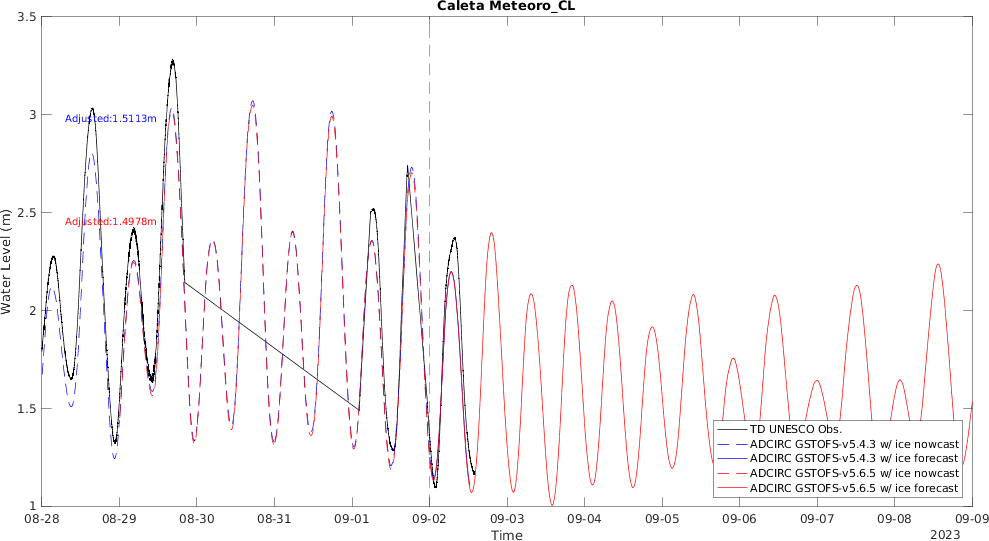 Caleta Meteoro_CL
3.5
3
2.5
2
1.5
1
Water Level (m)
Adjusted:1.5113m
Adjusted:1.4978m
TD UNESCO Obs.
ADCIRC GSTOFS-v5.4.3 w/ ice nowcast
ADCIRC GSTOFS-v5.4.3 w/ ice forecast
ADCIRC GSTOFS-v5.6.5 w/ ice nowcast
ADCIRC GSTOFS-v5.6.5 w/ ice forecast
08-28 08-29 08-30 08-31 09-01 09-02 09-03 09-04 09-05 09-06 09-07 09-08 09-09
Time
2023